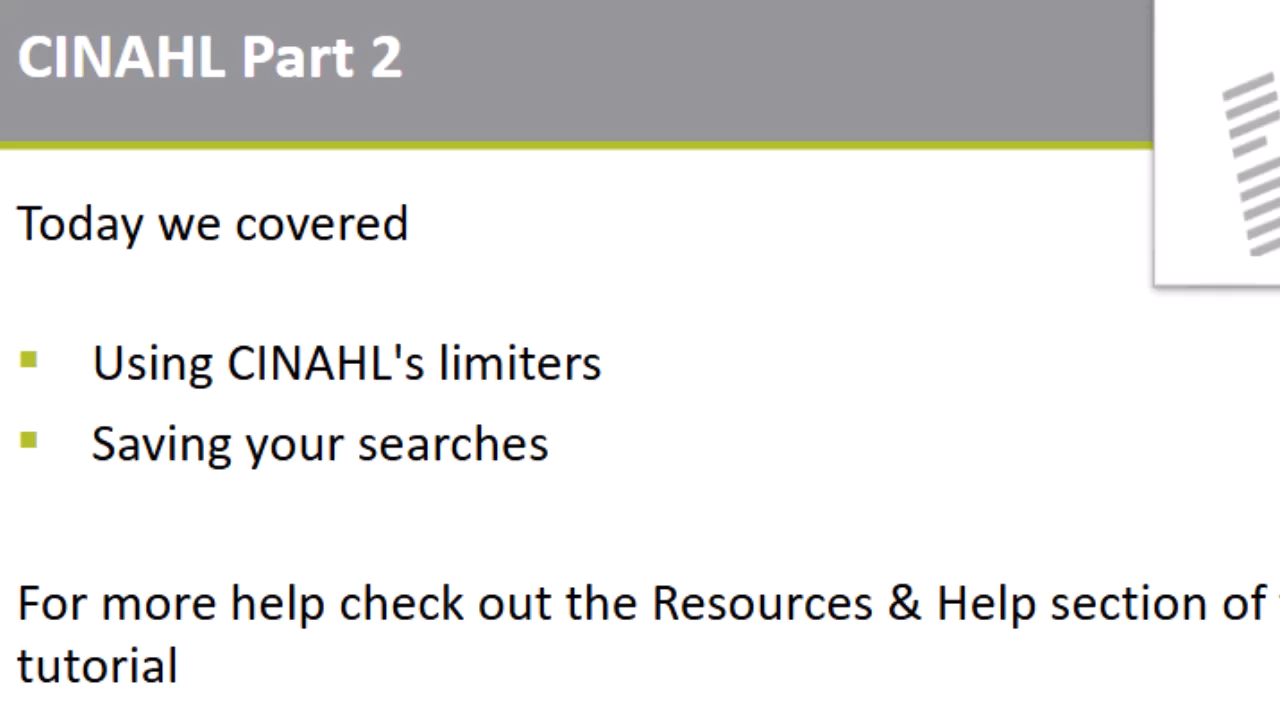 CINAHL Part 2
Today we covered
Using CINAHL's limiters
Saving your searches
For more help check out the Resources & Help section of
tutorial